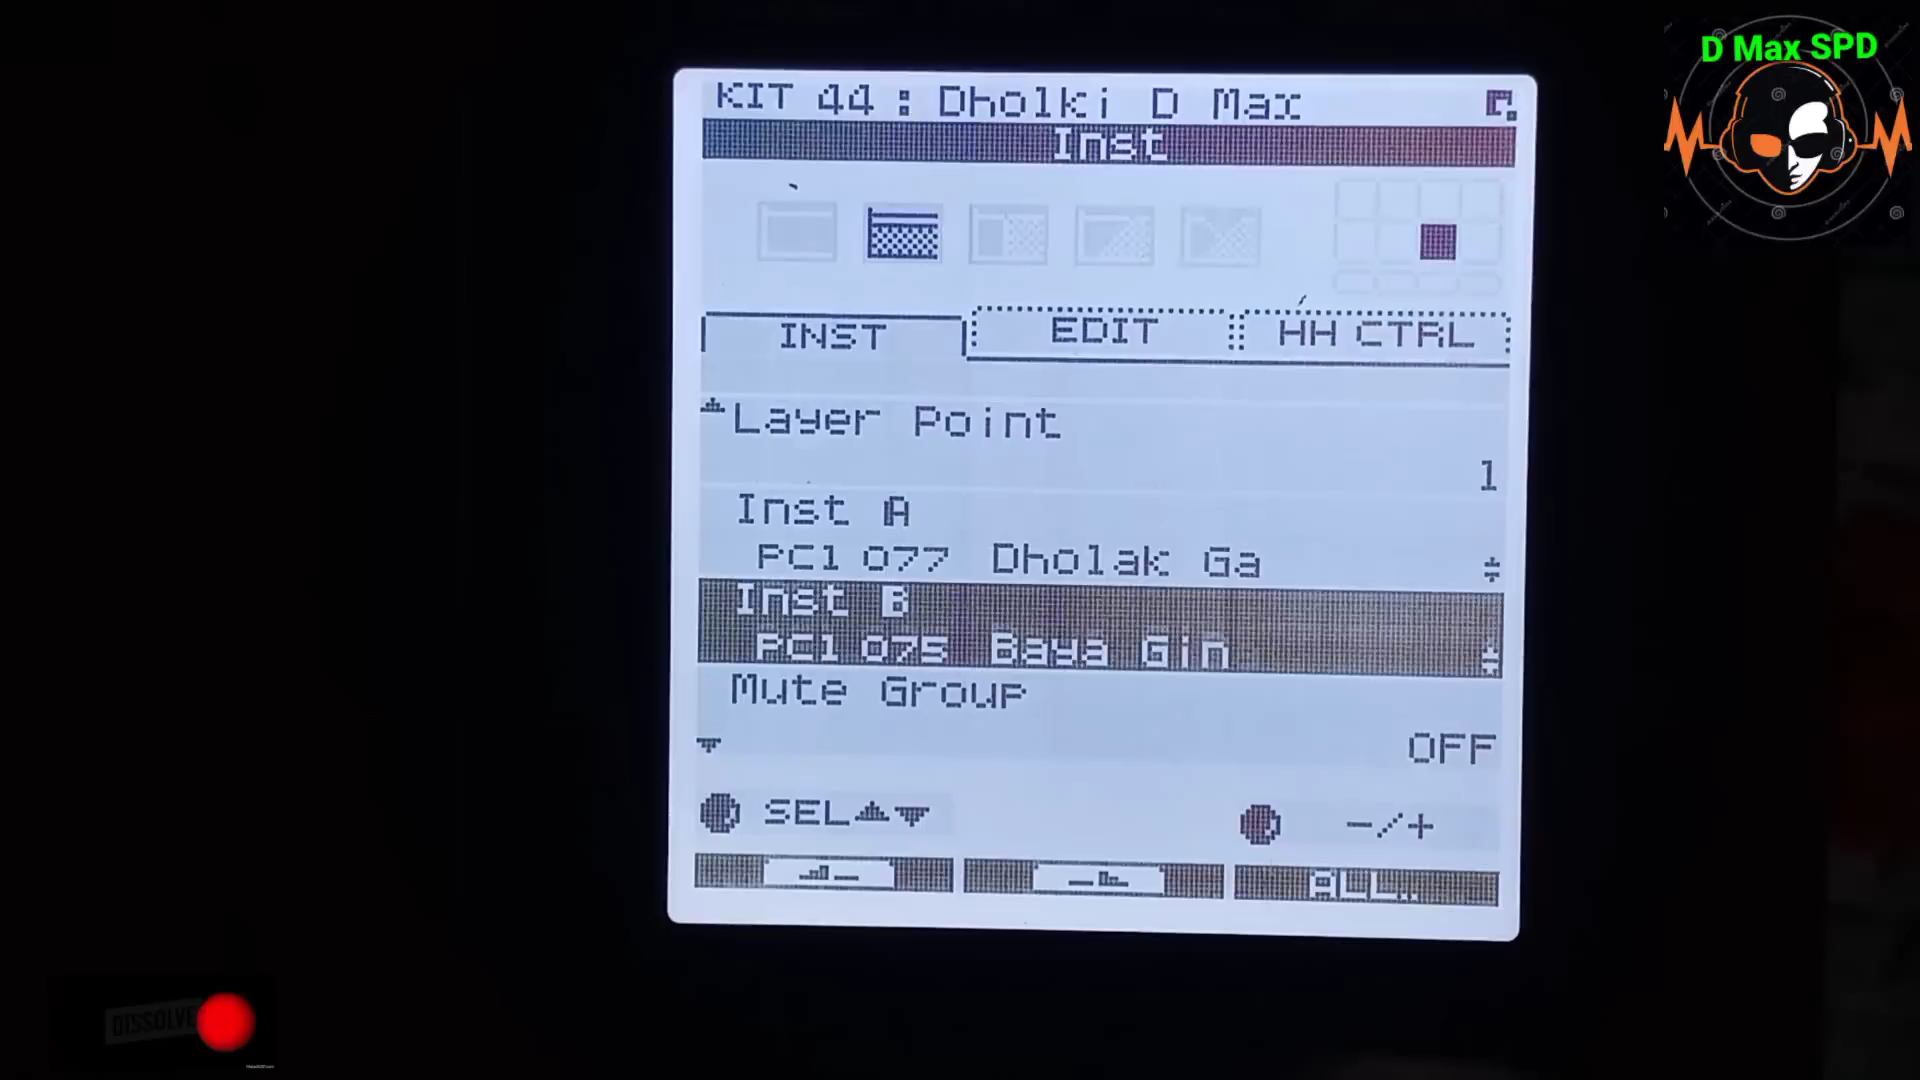 D Max SPD
KIT 44 : Dholki D Max
Inst
INST
EDIT
HH CTRL
Layer Point
1
Inst A
PC1 077 Dholak Ga
Inst B
PC1 075 Baya Gin
Mute Group
OFF
SEL
-/+
ALL..
DISSOLVE